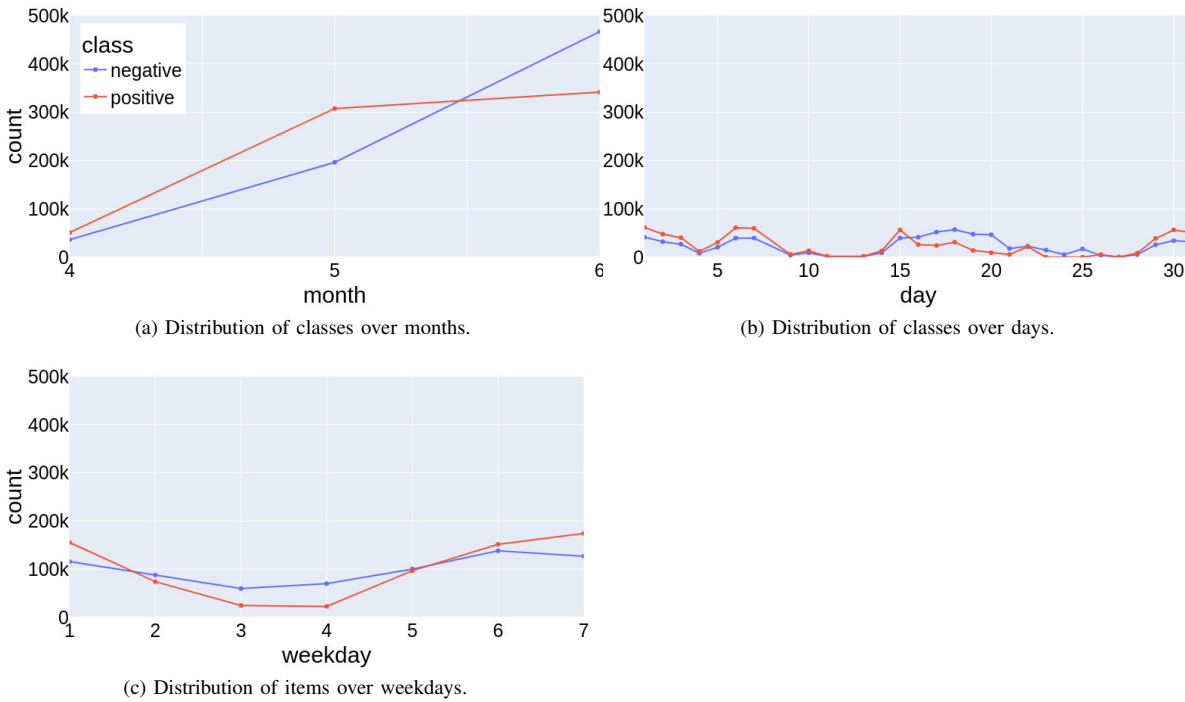 500k
400k
300k
200k
100k
0
count
class
negative
positive
4 5 6
month
(a) Distribution of classes over months.
500k
400k
300k
200k
100k
0
5 10 15 20 25 30
day
(b) Distribution of classes over days.
500k
400k
300k
200k
100k
0
count
1 2 3 4 5 6 7
weekday
(c) Distribution of items over weekdays.